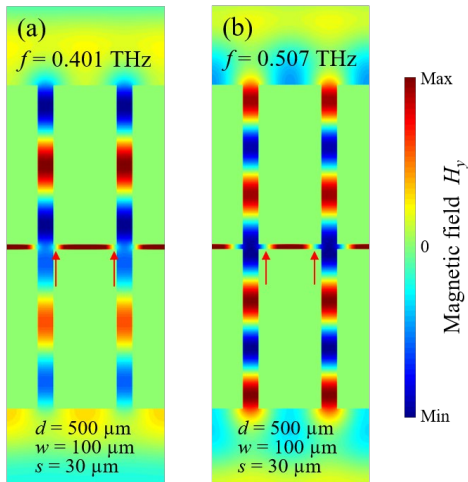 (a)
f = 0.401 THz
d = 500 µm
w = 100 µm
s = 30 µm
(b)
f = 0.507 THz
d = 500 µm
w = 100 µm
s = 30 µm
Max
0
Min
Magnetic field Hy